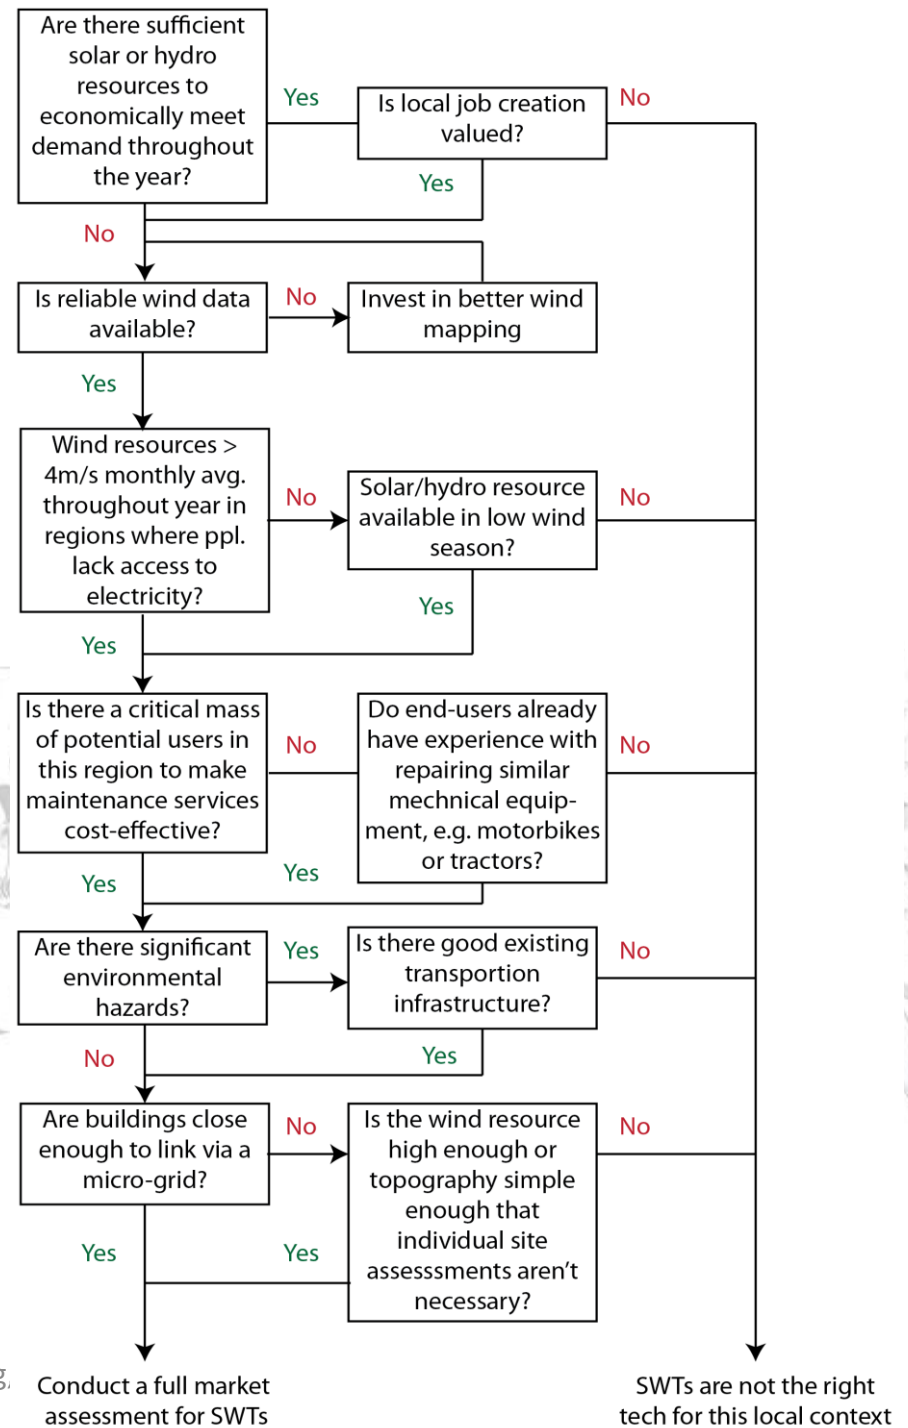 Are there sufficient
solar or hydro
resources to
economically meet
demand throughout
the year?
Yes
Is local job creation
valued?
No
Yes
No
Is reliable wind data
available?
No
Invest in better wind
mapping
Yes
Wind resources >
4m/s monthly avg.
throughout year in
regions where ppl.
lack access to
electricity?
No
Solar/hydro resource
available in low wind
season?
No
Yes
Yes
Is there a critical mass
of potential users in
this region to make
maintenance services
cost-effective?
No
Do end-users already
have experience with
repairing similar
mechnical equip-
ment, e.g. motorbikes
or tractors?
No
Yes
Yes
Are there significant
environmental
hazards?
Yes
Is there good existing
transportion
infrastructure?
No
No
Yes
Are buildings close
enough to link via a
micro-grid?
No
Is the wind resource
high enough or
topography simple
enough that
individual site
assesssments aren't
necessary?
No
Yes
Yes
Conduct a full market
assessment for SWTs
SWTs are not the right
tech for this local context